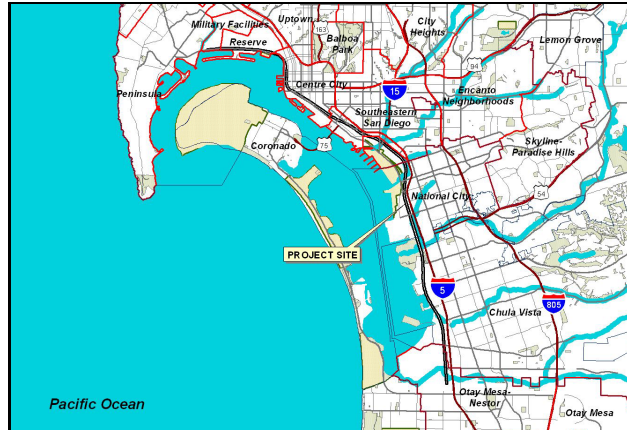 Uptown
Military Facilities
163
City
Heights
Reserve
Balboa
Park
Lemon Grove
94
Centre City
15
Peninsula
Encanto
Neighborhoods
Southeastern
San Diego
Coronado
75
Skyline-
Paradise Hills
National City
54
PROJECT SITE
5
805
Chula Vista
Otay Mesa-
Nestor
Pacific Ocean
Otay Mesa